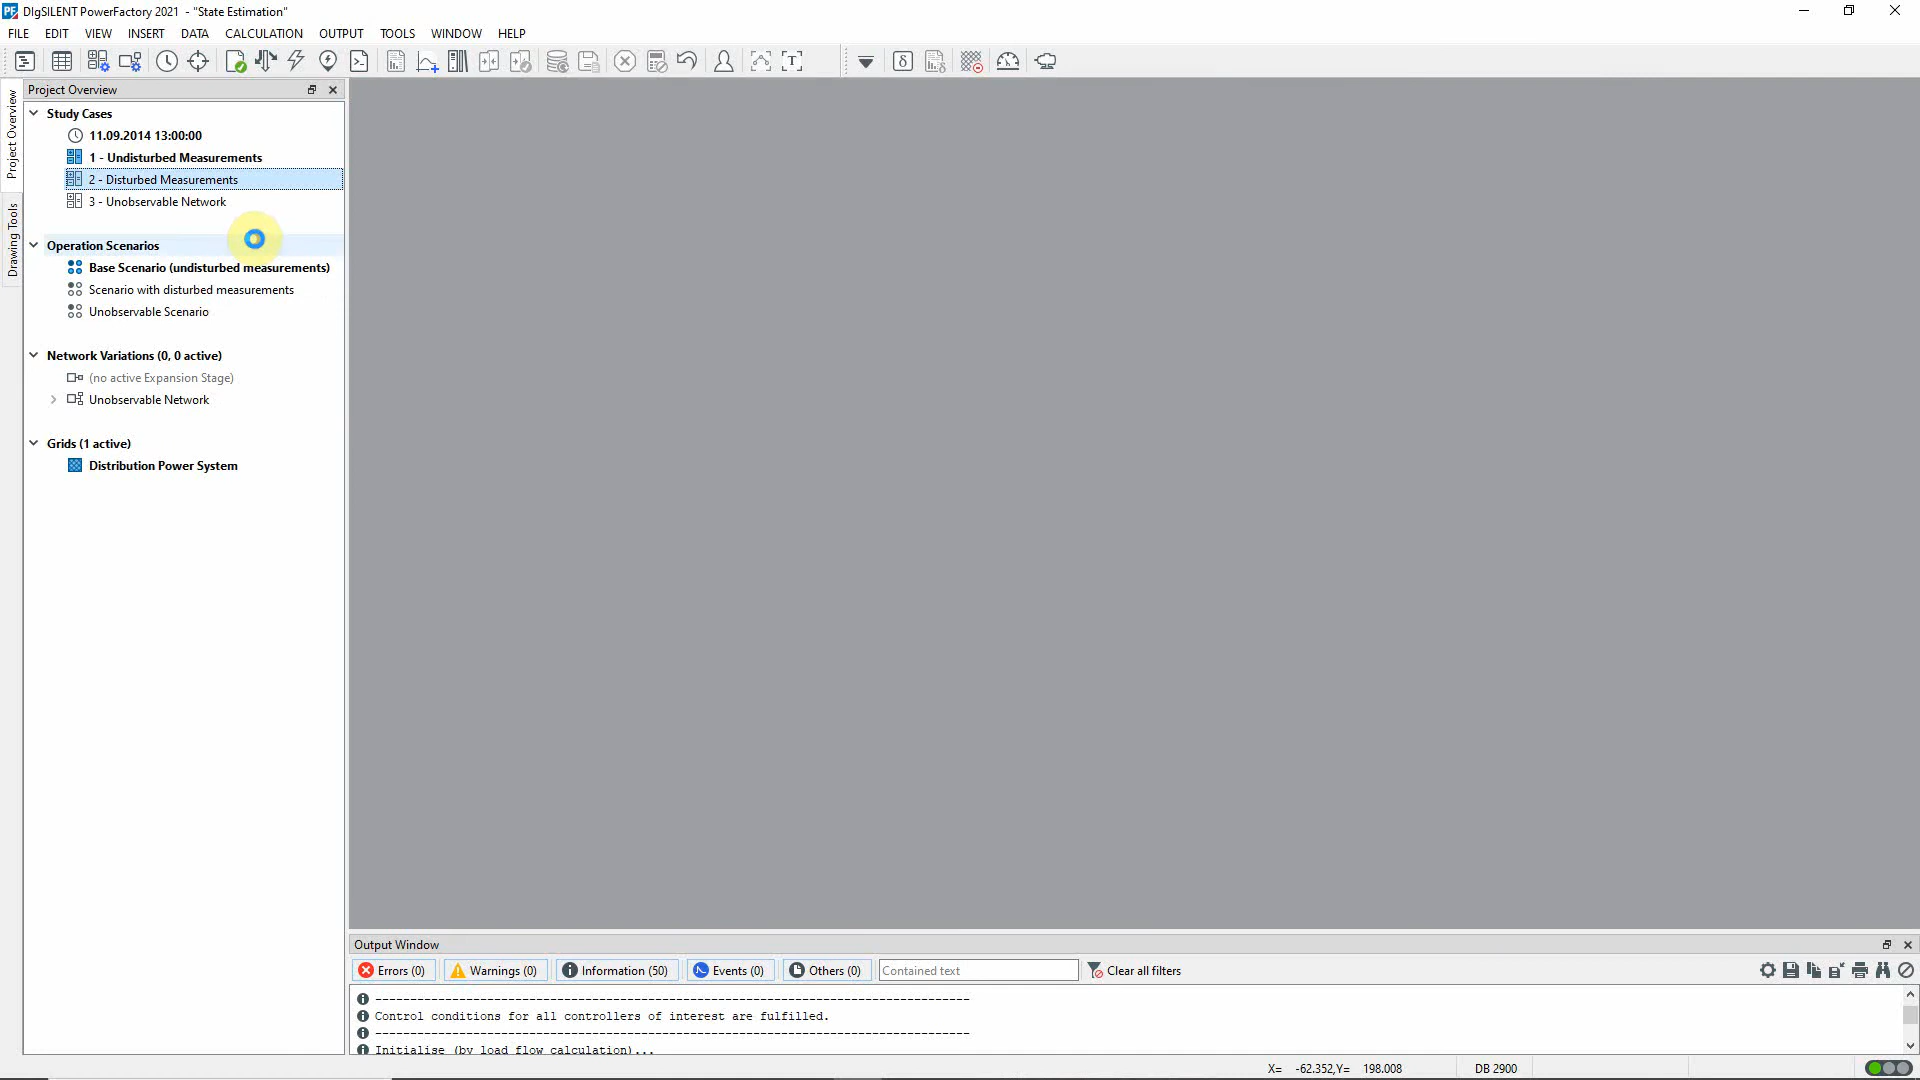 DIgSILENT PowerFactory 2021 - "State Estimation"
FILE EDIT VIEW INSERT DATA CALCULATION OUTPUT TOOLS WINDOW HELP
Project Overview
Project Overview
Drawing Tools
Study Cases
11.09.2014 13:00:00
1 - Undisturbed Measurements
2 - Disturbed Measurements
3 - Unobservable Network
Operation Scenarios
Base Scenario (undisturbed measurements)
Scenario with disturbed measurements
Unobservable Scenario
Network Variations (0, 0 active)
(no active Expansion Stage)
Unobservable Network
Grids (1 active)
Distribution Power System
Output Window
Errors (0) Warnings (0) Information (50) Events (0) Others (0) Contained text Clear all filters
Control conditions for all controllers of interest are fulfilled.
Initialise (by load flow calculation)...
X= -62.352,Y= 198.008 DB 2900